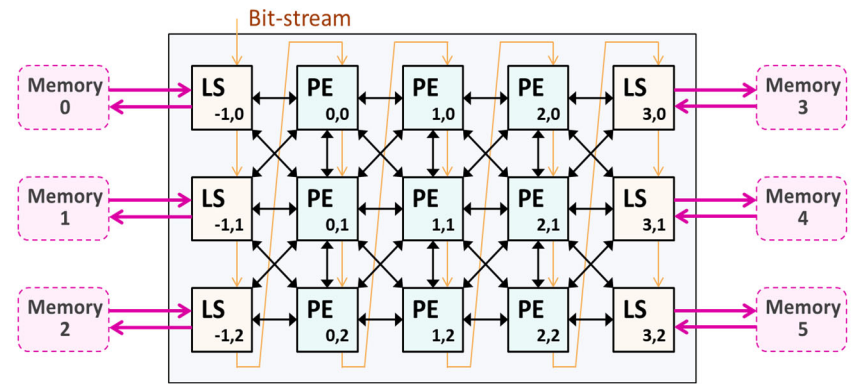 Bit-stream
Memory
0
LS
-1,0
PE
0,0
PE
1,0
PE
2,0
LS
3,0
Memory
3
Memory
1
LS
-1,1
PE
0,1
PE
1,1
PE
2,1
LS
3,1
Memory
4
Memory
2
LS
-1,2
PE
0,2
PE
1,2
PE
2,2
LS
3,2
Memory
5